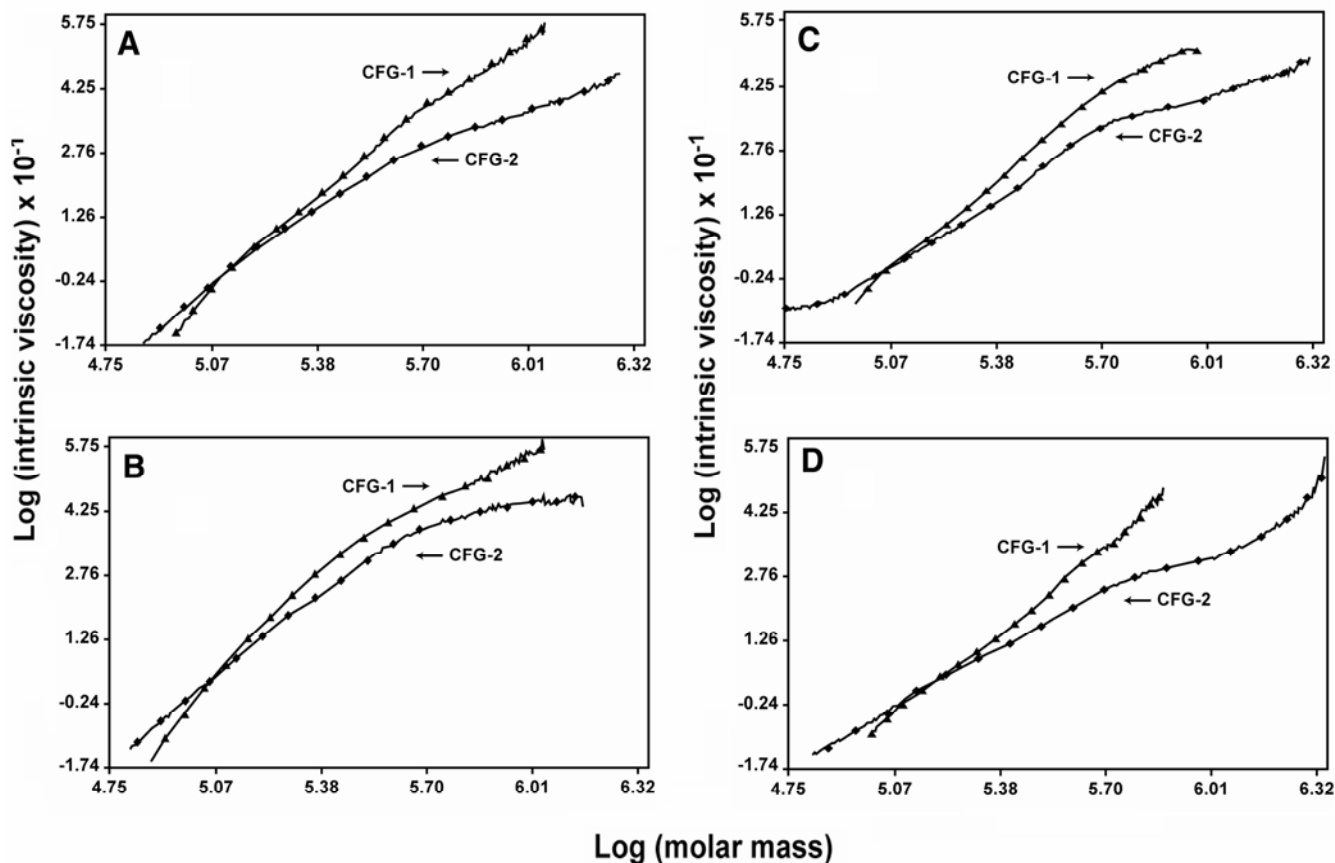 A
5.75
4.25
2.76
1.26
-0.24
-1.74
4.75 5.07 5.38 5.70 6.01 6.32
CFG-1
CFG-2
C
5.75
4.25
2.76
1.26
-0.24
-1.74
4.75 5.07 5.38 5.70 6.01 6.32
CFG-1
CFG-2
B
5.75
4.25
2.76
1.26
-0.24
-1.74
4.75 5.07 5.38 5.70 6.01 6.32
CFG-1
CFG-2
D
5.75
4.25
2.76
1.26
-0.24
-1.74
4.75 5.07 5.38 5.70 6.01 6.32
CFG-1
CFG-2
Log (intrinsic viscosity) x 10⁻¹
Log (intrinsic viscosity) x 10⁻¹
Log (molar mass)